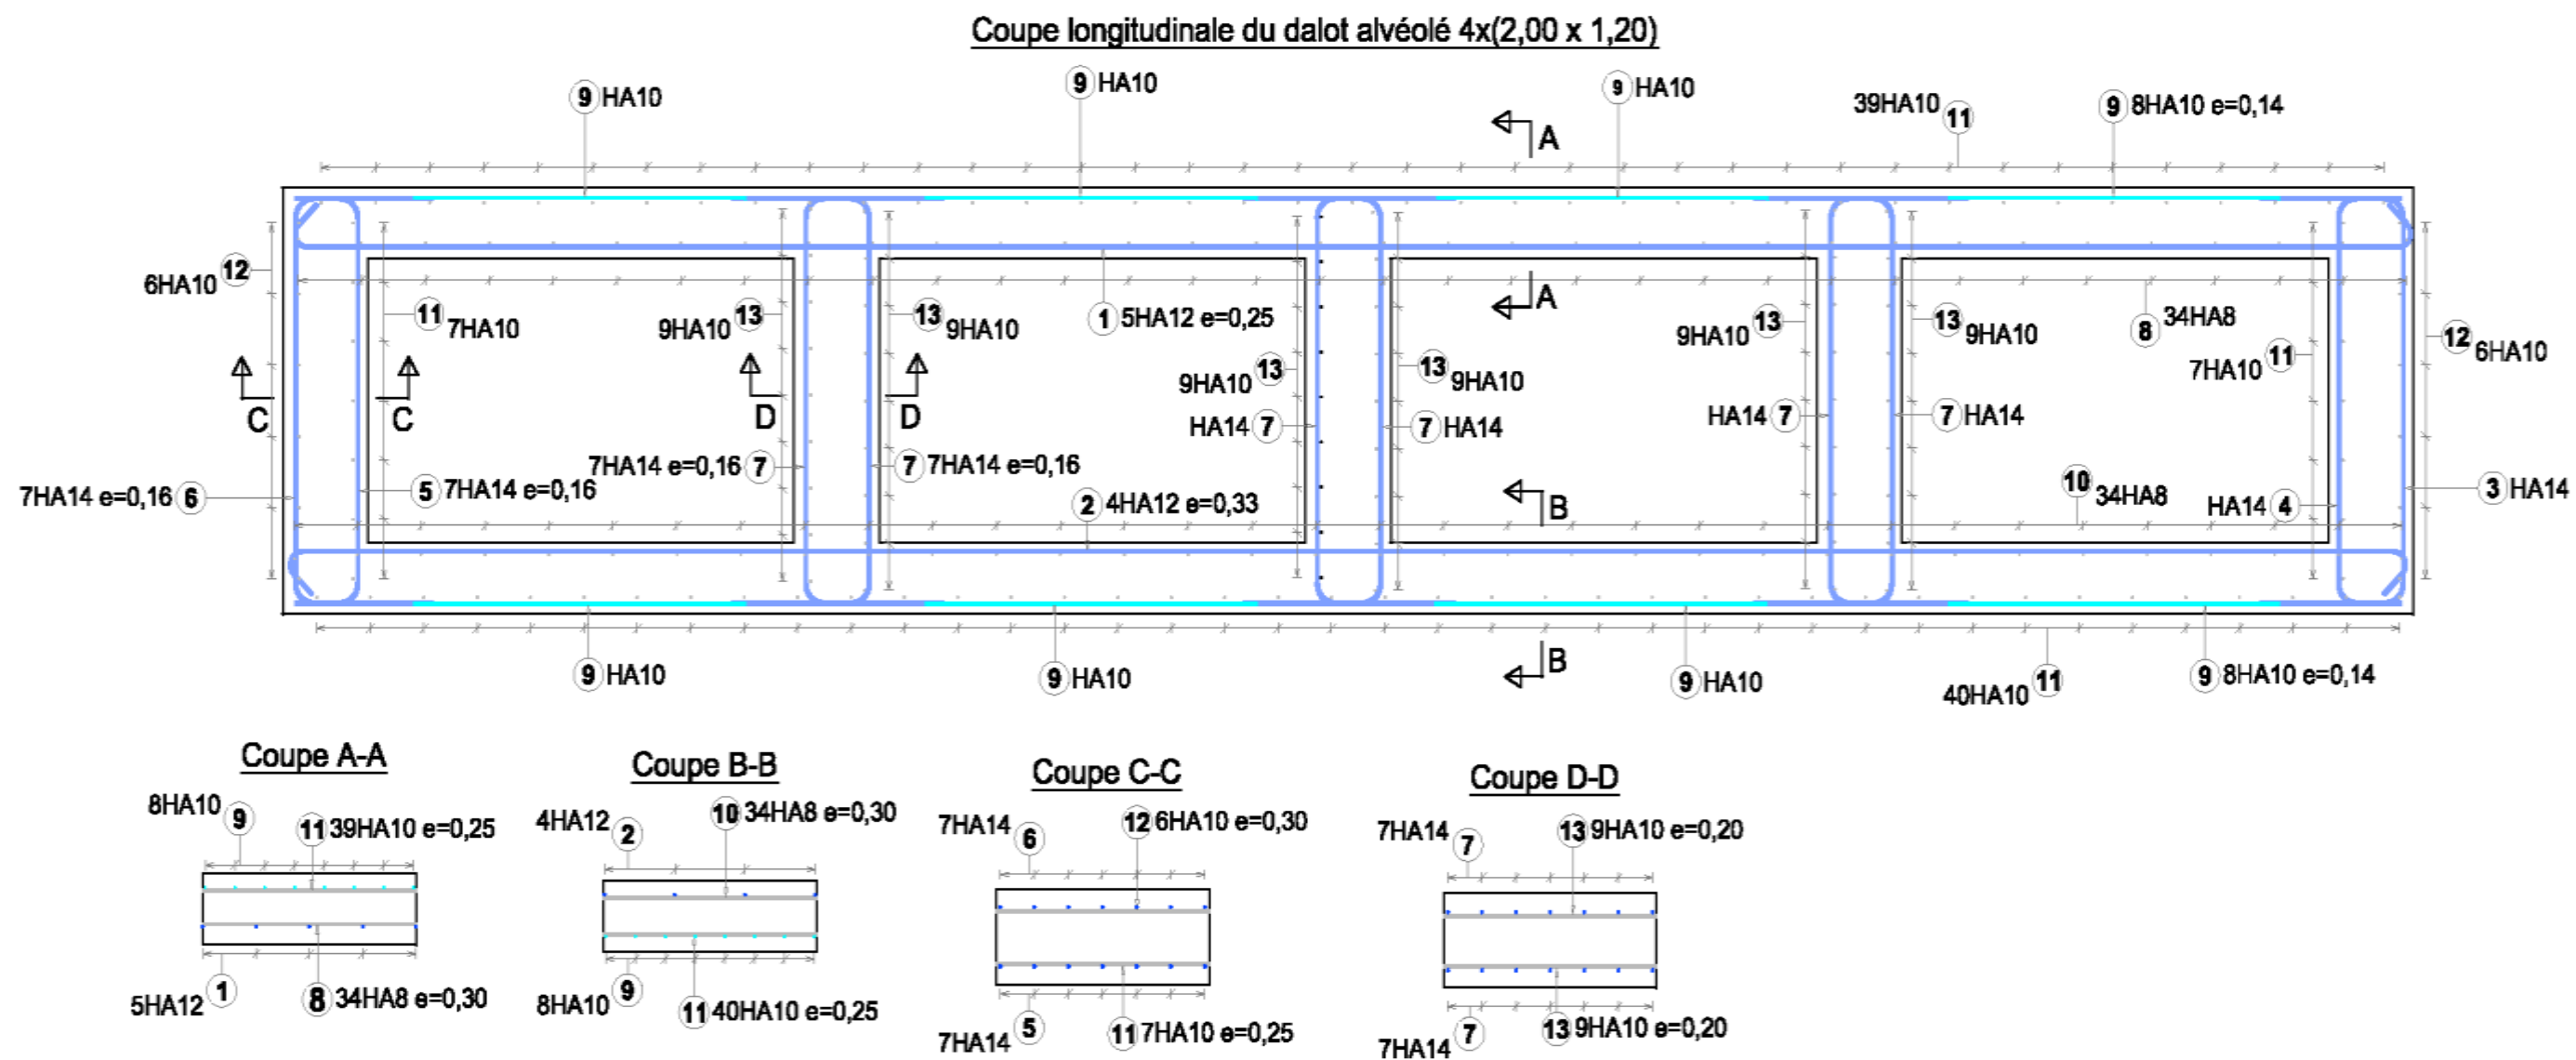 Coupe longitudinale du dalot alvéolé 4x(2,00 x 1,20)
9 HA10
9 HA10
9 HA10
39HA10 11
9 8HA10 e=0,14
A
6HA10 12
11 7HA10
9HA10 13
13 9HA10
1 5HA12 e=0,25
A
9HA10 13
13 9HA10
9HA10 13
13 9HA10
8 34HA8
7HA10 11
12 6HA10
C
C
D
D
HA14 7
7 HA14
HA14 7
7 HA14
7HA14 e=0,16 6
5 7HA14 e=0,16
7HA14 e=0,16 7
7 7HA14 e=0,16
2 4HA12 e=0,33
B
10 34HA8
HA14 4
3 HA14
9 HA10
9 HA10
B
9 HA10
40HA10 11
9 8HA10 e=0,14
Coupe A-A
8HA10 9
11 39HA10 e=0,25
5HA12 1
8 34HA8 e=0,30
Coupe B-B
4HA12 2
10 34HA8 e=0,30
8HA10 9
11 40HA10 e=0,25
Coupe C-C
7HA14 6
12 6HA10 e=0,30
7HA14 5
11 7HA10 e=0,25
Coupe D-D
7HA14 7
13 9HA10 e=0,20
7HA14 7
13 9HA10 e=0,20